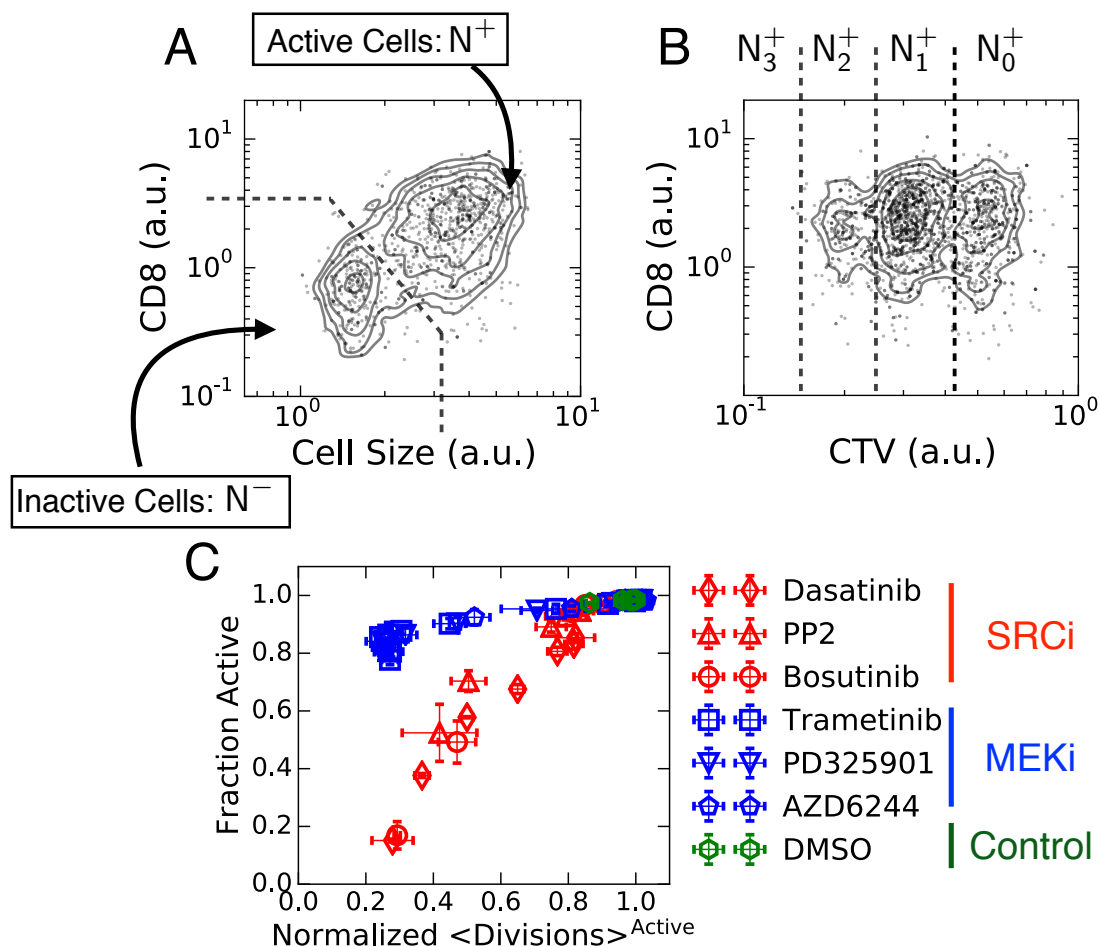 A
Active Cells: N⁺
CD8 (a.u.)
10¹
10⁰
10⁻¹
10⁰
10¹
Cell Size (a.u.)
Inactive Cells: N⁻
B
N₃⁺ N₂⁺ N₁⁺ N₀⁺
CD8 (a.u.)
10¹
10⁰
10⁻¹
10⁻¹
10⁰
CTV (a.u.)
C
Fraction Active
1.0
0.8
0.6
0.4
0.2
0.0
0.0 0.2 0.4 0.6 0.8 1.0
Normalized <Divisions>ᴬᶜᵗⁱᵛᵉ
Dasatinib
PP2
Bosutinib
SRCi
Trametinib
PD325901
AZD6244
MEKi
DMSO
Control